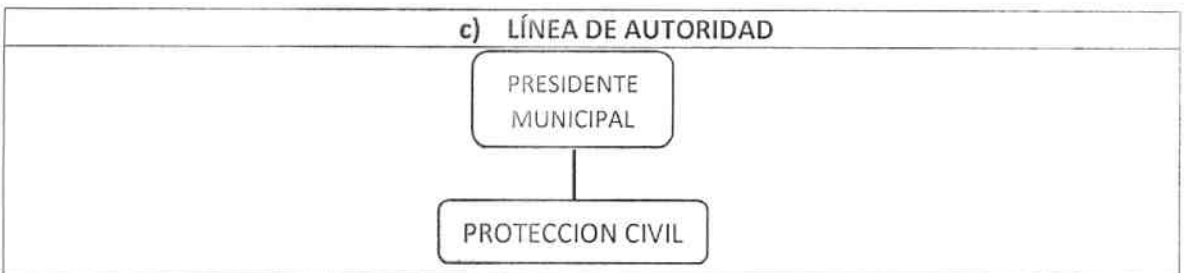 c) LÍNEA DE AUTORIDAD
PRESIDENTE
MUNICIPAL
PROTECCION CIVIL